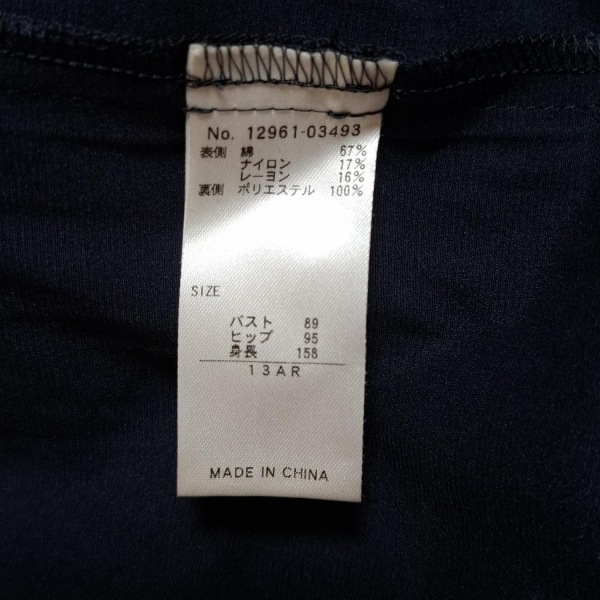 No. 12961-03493
表側 綿 67%
ナイロン 17%
レーヨン 16%
裏側 ポリエステル 100%
SIZE
バスト 89
ヒップ 95
身長 158
13AR
MADE IN CHINA